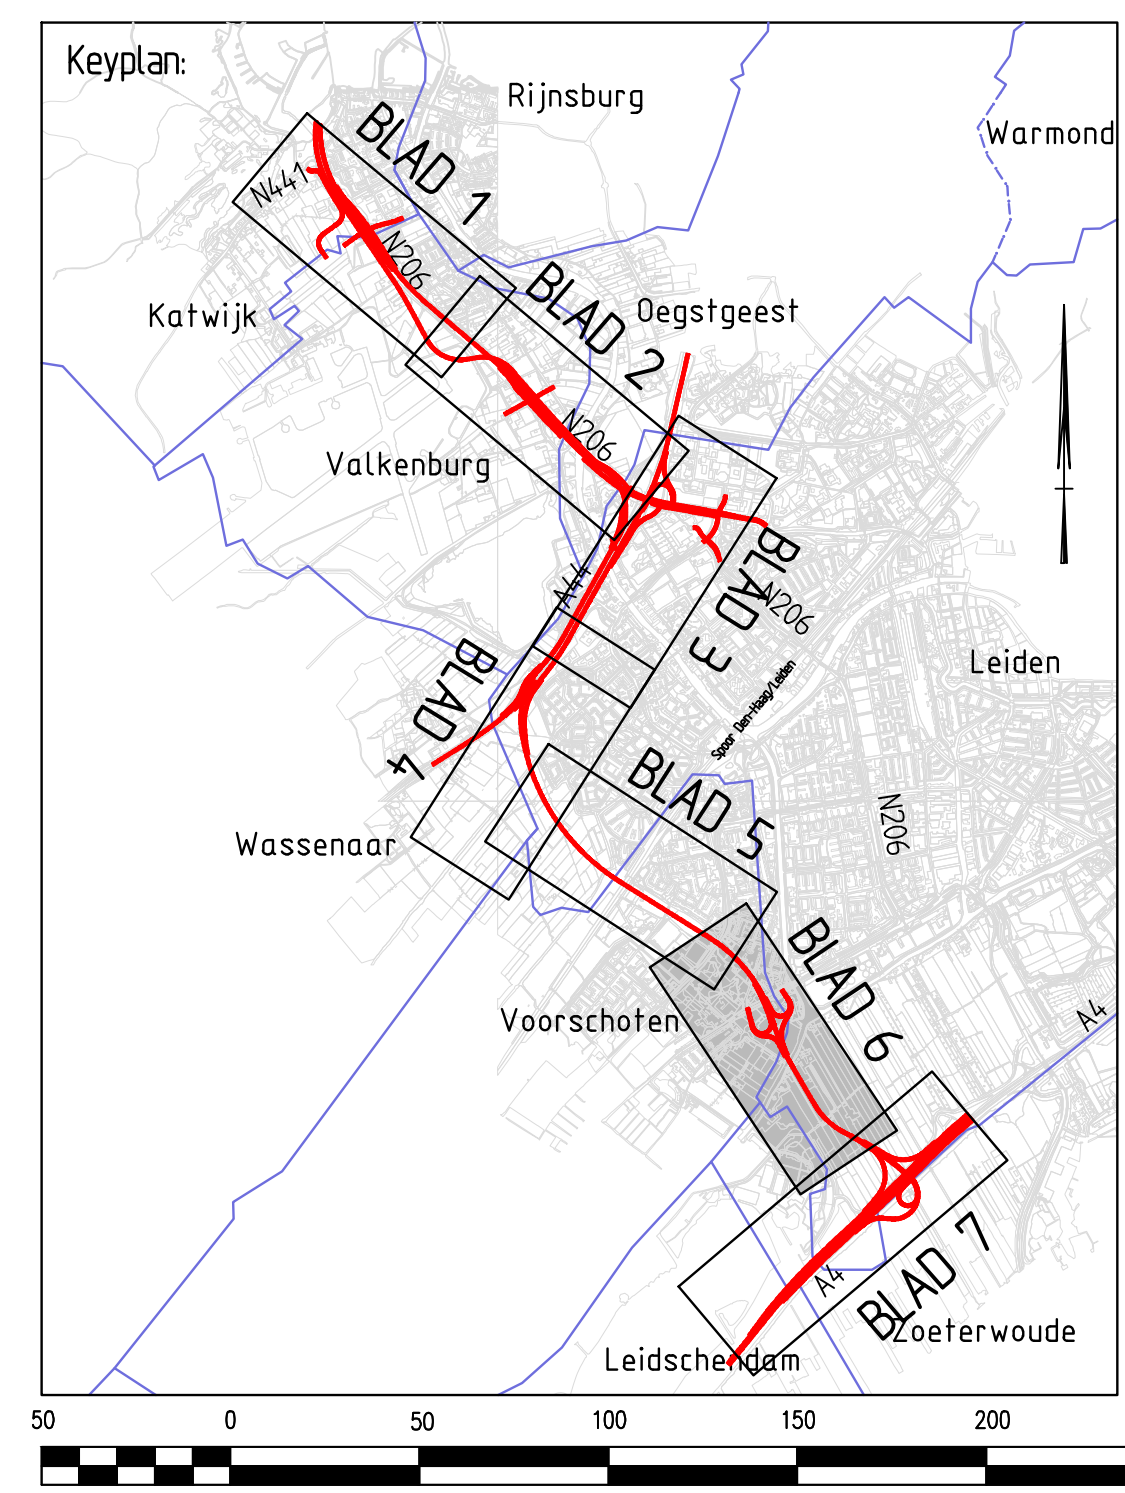 Keyplan:
Rijnsburg
Warmond
BLAD 1
N441
N206
Katwijk
BLAD 2
Oegstgeest
N206
Valkenburg
A44
BLAD 3
N206
Leiden
BLAD 4
Spoor Den-Haag/Leiden
BLAD 5
N206
Wassenaar
BLAD 6
Voorschoten
A4
BLAD 7
A4
Zoeterwoude
Leidschendam
50 0 50 100 150 200